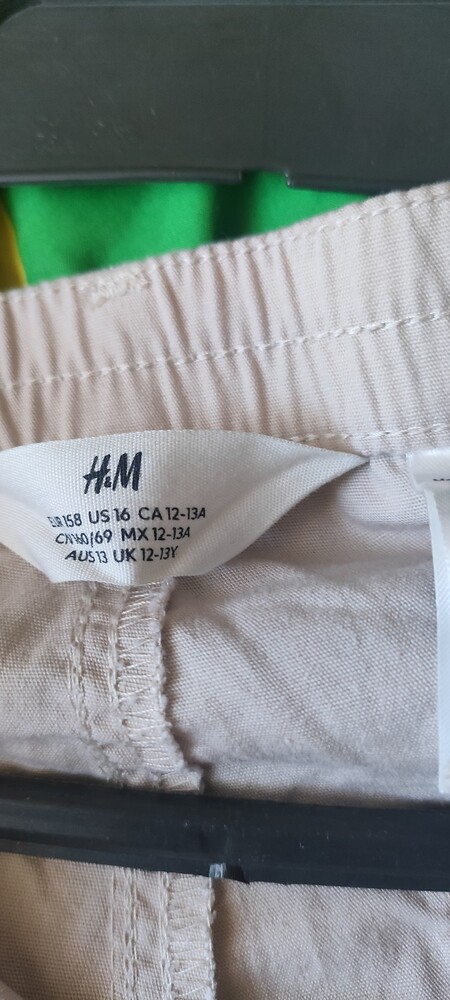 H&M
EUR 158 US 16 CA 12-13A
CN 160/69 MX 12-13A
AUS 13 UK 12-13Y